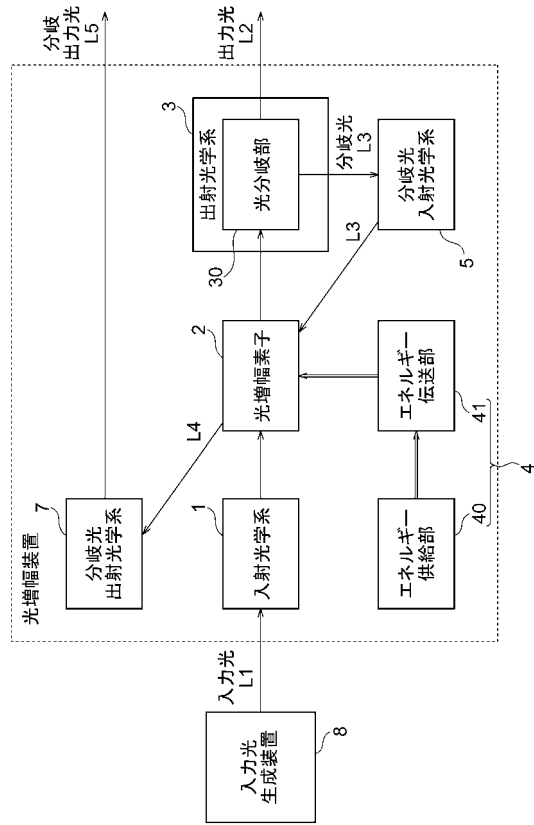 光増幅装置
入力光
生成装置
8
入力光
L1
7
分岐光
出射光学系
1
入射光学系
エネルギー
供給部
40
L4
2
光増幅素子
エネルギー
伝送部
41
4
L3
3
出射光学系
光分岐部
30
分岐光
L3
分岐光
入射光学系
5
分岐
出力光
L5
出力光
L2